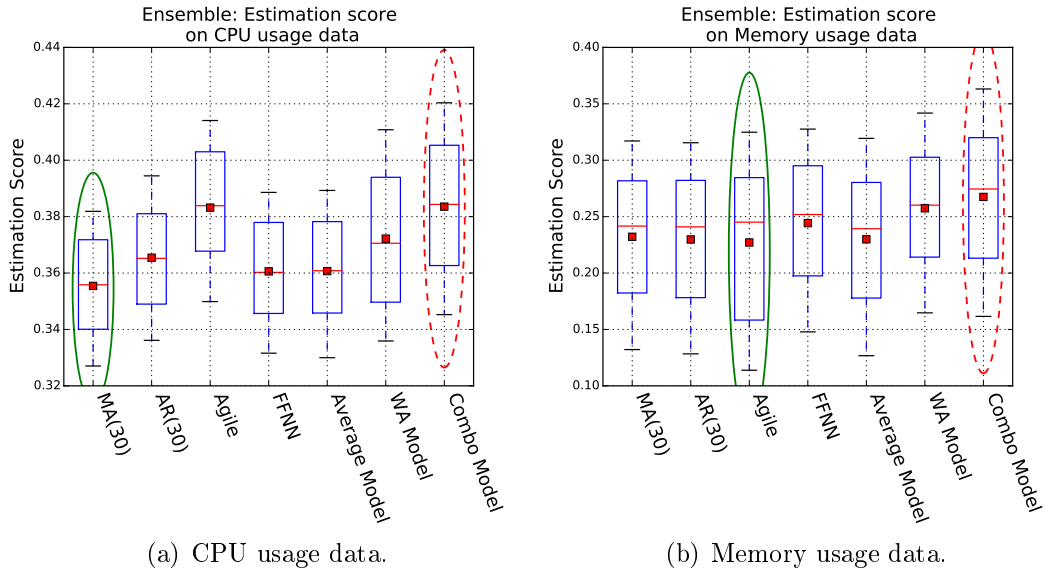 Ensemble: Estimation score
on CPU usage data
Estimation Score
0.44
0.42
0.40
0.38
0.36
0.34
0.32
MA(30)
AR(30)
Agile
FFNN
Average Model
WA Model
Combo Model
(a) CPU usage data.
Ensemble: Estimation score
on Memory usage data
Estimation Score
0.40
0.35
0.30
0.25
0.20
0.15
0.10
MA(30)
AR(30)
Agile
FFNN
Average Model
WA Model
Combo Model
(b) Memory usage data.